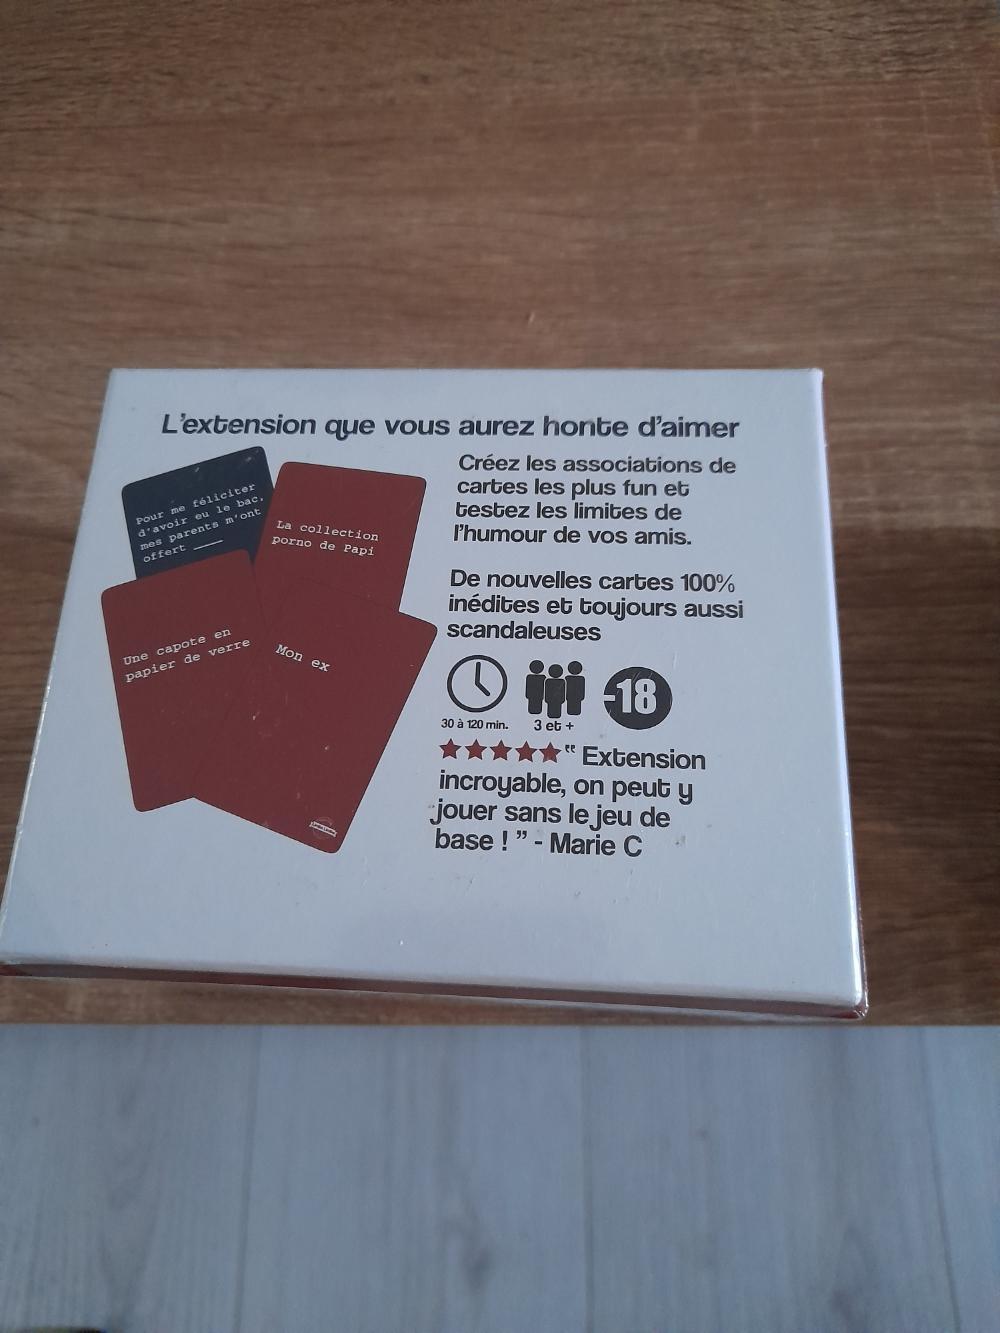 L'extension que vous aurez honte d'aimer
Pour me féliciter
d'avoir eu le bac,
mes parents m'ont
offert ____
La collection
porno de Papi
Une capote en
papier de verre
Mon ex
Créez les associations de
cartes les plus fun et
testez les limites de
l'humour de vos amis.
De nouvelles cartes 100%
inédites et toujours aussi
scandaleuses
30 à 120 min.
3 et +
-18
‟ Extension
incroyable, on peut y
jouer sans le jeu de
base ! ” - Marie C